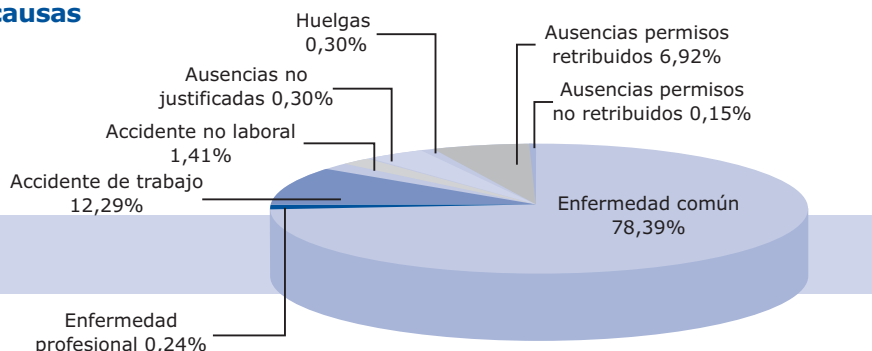 causas
Huelgas
0,30%
Ausencias permisos
retribuidos 6,92%
Ausencias no
justificadas 0,30%
Ausencias permisos
no retribuidos 0,15%
Accidente no laboral
1,41%
Accidente de trabajo
12,29%
Enfermedad común
78,39%
Enfermedad
profesional 0,24%